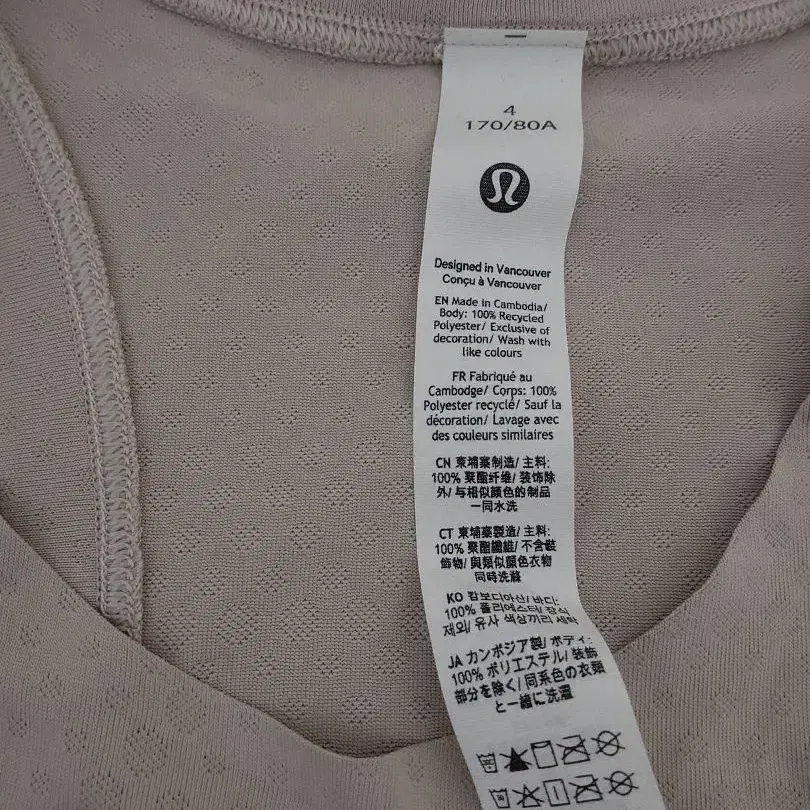 4
170/80A
Designed in Vancouver
Conçu à Vancouver
EN Made in Cambodia/
Body: 100% Recycled
Polyester/ Exclusive of
decoration/ Wash with
like colours
FR Fabriqué au
Cambodge/ Corps: 100%
Polyester recyclé/ Sauf la
décoration/ Lavage avec
des couleurs similaires
CN 柬埔寨制造/ 主料:
100% 聚酯纤维/ 装饰除
外/ 与相似颜色的制品
一同水洗
CT 柬埔寨製造/ 主料:
100% 聚酯纖維/ 不含裝
飾物/ 與類似顏色衣物
同時洗滌
KO 캄보디아산/ 바디:
100% 폴리에스터/ 장식
제외/ 유사 색상끼리 세탁
JA カンボジア製/ ボディ:
100% ポリエステル/ 装飾
部分を除く/ 同系色の衣類
と一緒に洗濯